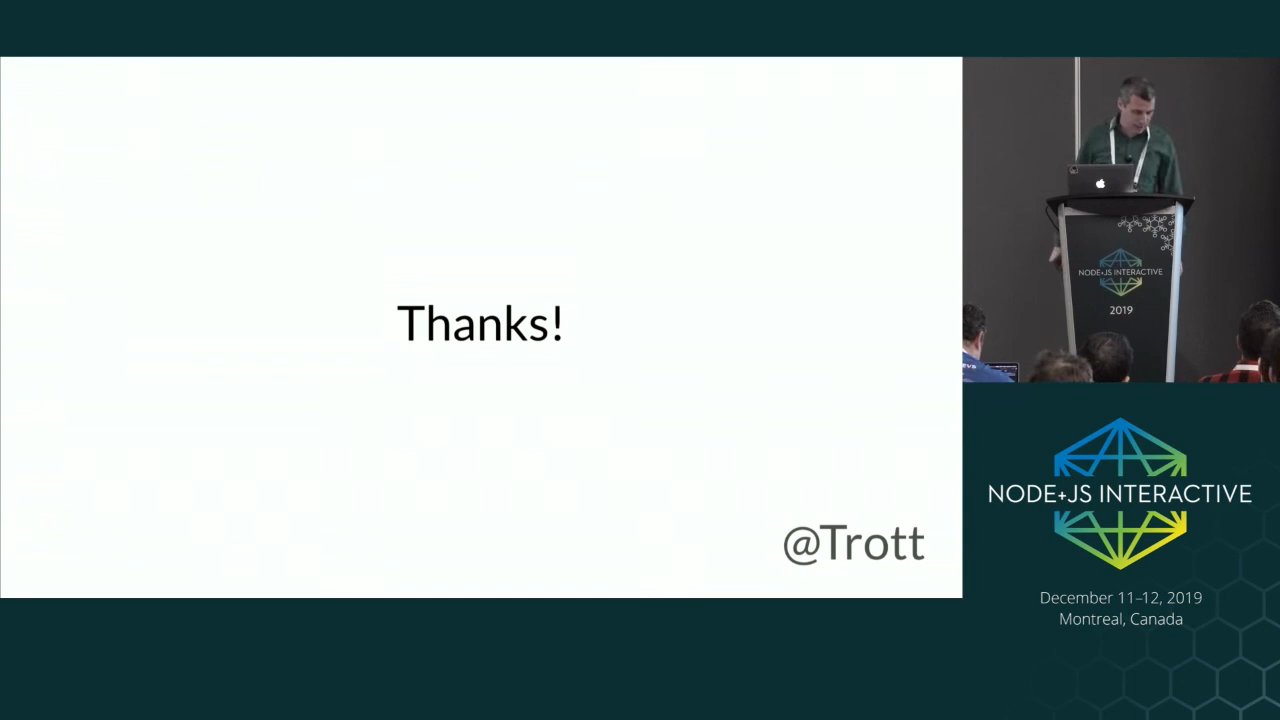 Thanks!
@Trott
NODE+JS INTERACTIVE
2019
NODE+JS INTERACTIVE
December 11–12, 2019
Montreal, Canada